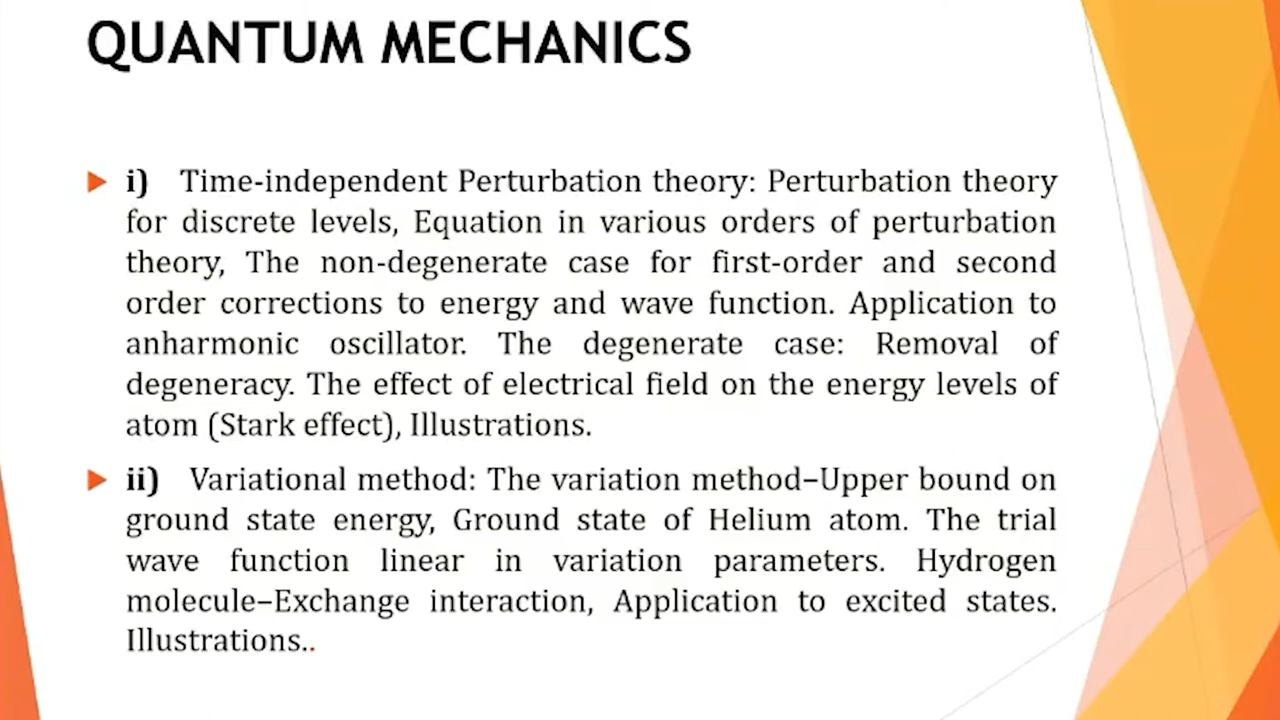 QUANTUM MECHANICS
i) Time-independent Perturbation theory: Perturbation theory
for discrete levels, Equation in various orders of perturbation
theory, The non-degenerate case for first-order and second
order corrections to energy and wave function. Application to
anharmonic oscillator. The degenerate case: Removal of
degeneracy. The effect of electrical field on the energy levels of
atom (Stark effect), Illustrations.
ii) Variational method: The variation method–Upper bound on
ground state energy, Ground state of Helium atom. The trial
wave function linear in variation parameters. Hydrogen
molecule–Exchange interaction, Application to excited states.
Illustrations..